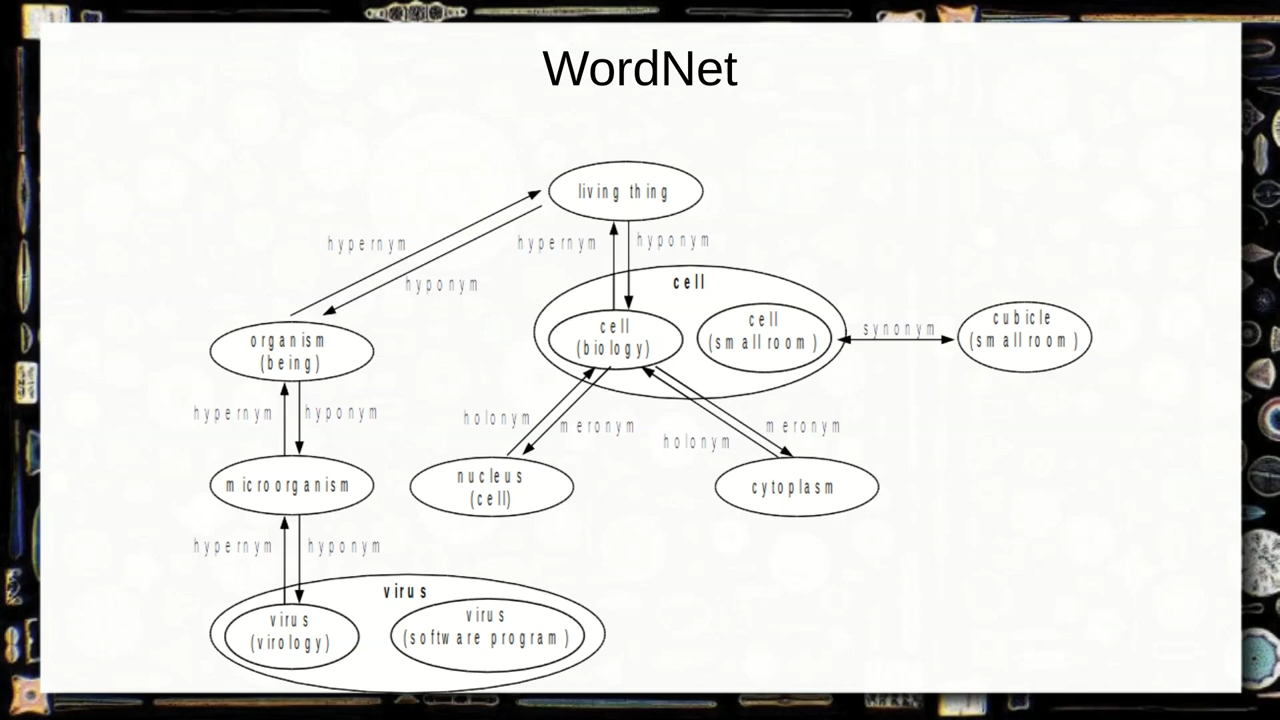 WordNet
living thing
hypernym
hypernym
hyponym
hyponym
cell
cell
(biology)
cell
(small room)
synonym
cubicle
(small room)
organism
(being)
hypernym
hyponym
holonym
meronym
meronym
holonym
microorganism
nucleus
(cell)
cytoplasm
hypernym
hyponym
virus
virus
(virology)
virus
(software program)